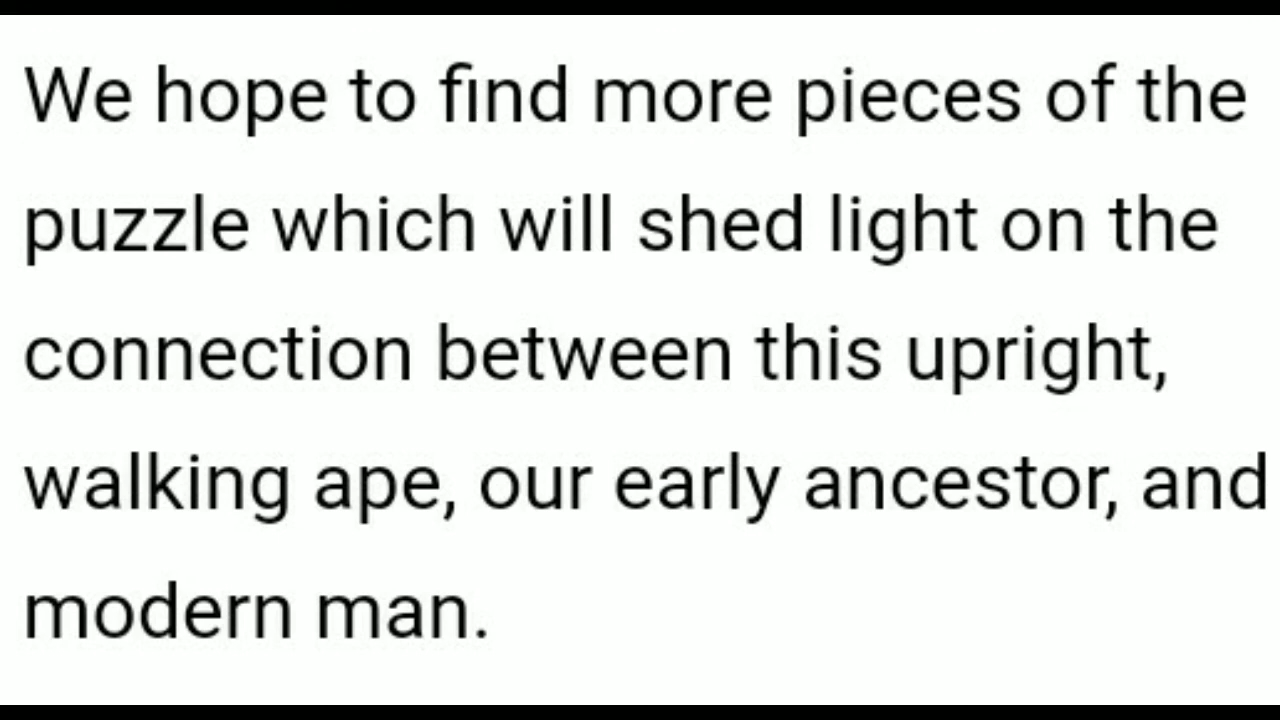 We hope to find more pieces of the
puzzle which will shed light on the
connection between this upright,
walking ape, our early ancestor, and
modern man.